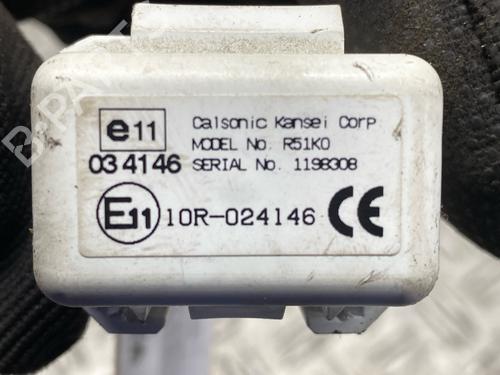 e11
Calsonic Kansei Corp
MODEL No. R51K0
034146
SERIAL No. 1198308
E11
10R-024146
CE